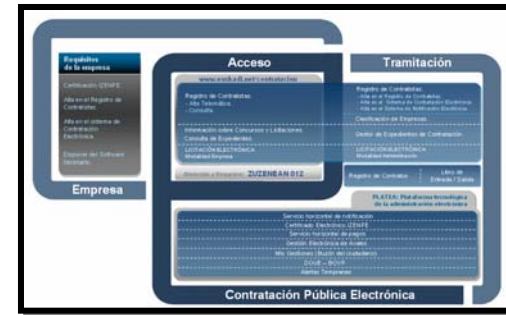 Requisitos
de la empresa
Certificación IZENPE
Alta en el Registro de
Contratistas
Alta en el sistema de
Contratación
Electrónica
Disponer del Software
necesario
Empresa
Acceso
www.euskadi.net/contratacion
Registro de Contratistas:
- Alta Telemática
- Consulta
Información sobre Concursos y Licitaciones
Consulta de Expedientes
LICITACIÓN ELECTRÓNICA
Modalidad Empresa
ZUZENEAN 012
Tramitación
Registro de Contratistas:
- Alta en el Registro de Contratistas
- Alta en el Sistema de Contratación Electrónica
- Alta en el Sistema de Notificación Electrónica
Clasificación de Empresas
Gestor de Expedientes de Contratación
LICITACIÓN ELECTRÓNICA
Modalidad Administración
Registro de Contratos
Libro de
Entrada / Salida
PLATEA: Plataforma tecnológica
de la administración electrónica
Servicio horizontal de notificación
Certificado Electrónico IZENPE
Servicio horizontal de pagos
Gestión Electrónica de Avales
Mis Gestiones (Buzón del ciudadano)
DOUE – BOPV
Alertas Tempranas
Contratación Pública Electrónica